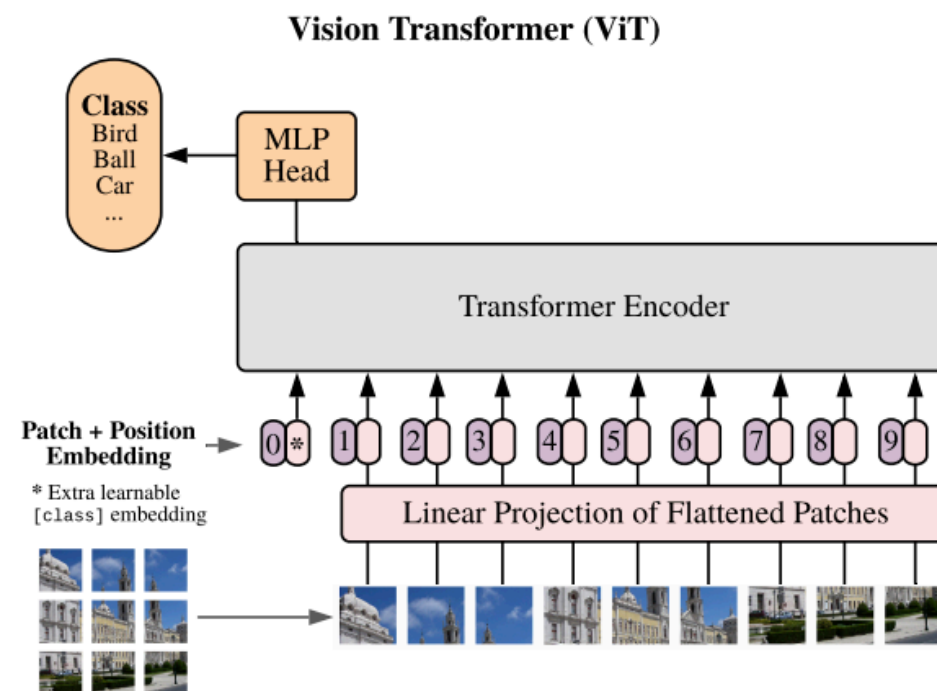 Vision Transformer (ViT)
Class
Bird
Ball
Car
...
MLP
Head
Transformer Encoder
Patch + Position
Embedding
0 * 1 2 3 4 5 6 7 8 9
* Extra learnable
[class] embedding
Linear Projection of Flattened Patches